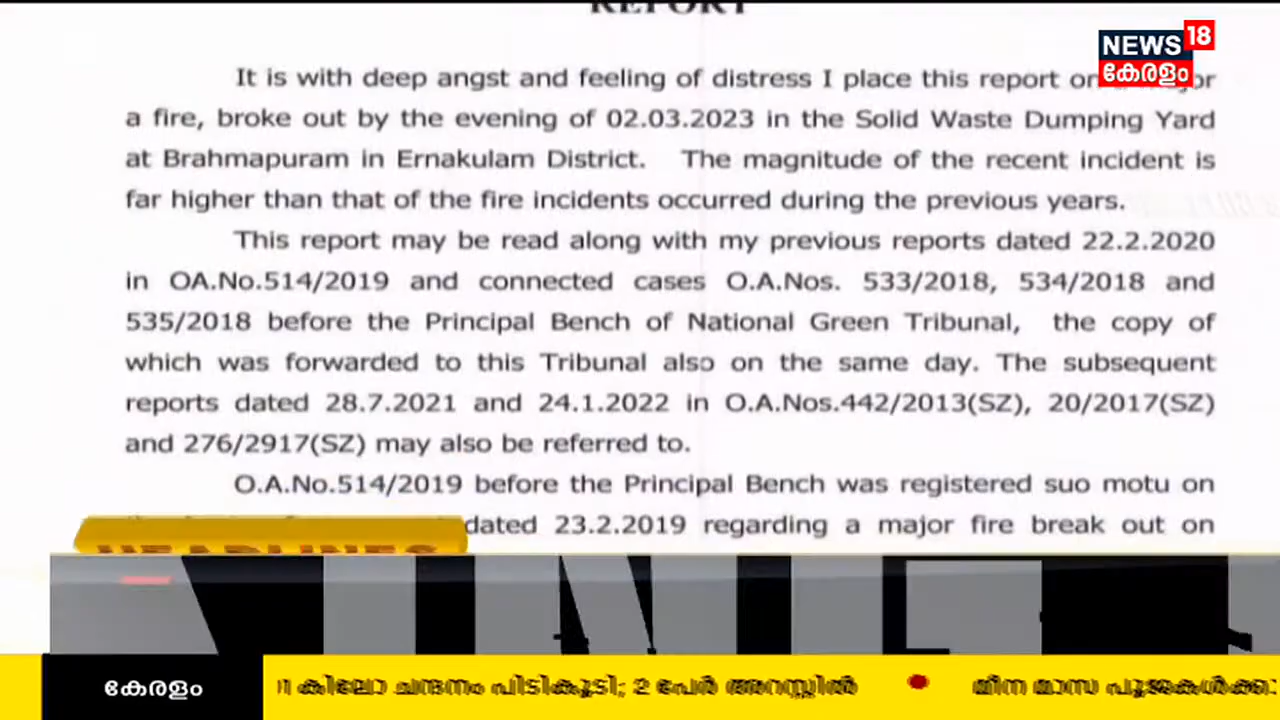 REPORT
NEWS 18
കേരളം
It is with deep angst and feeling of distress I place this report on
a fire, broke out by the evening of 02.03.2023 in the Solid Waste Dumping Yard
at Brahmapuram in Ernakulam District. The magnitude of the recent incident is
far higher than that of the fire incidents occurred during the previous years.
This report may be read along with my previous reports dated 22.2.2020
in OA.No.514/2019 and connected cases O.A.Nos. 533/2018, 534/2018 and
535/2018 before the Principal Bench of National Green Tribunal, the copy of
which was forwarded to this Tribunal also on the same day. The subsequent
reports dated 28.7.2021 and 24.1.2022 in O.A.Nos.442/2013(SZ), 20/2017(SZ)
and 276/2917(SZ) may also be referred to.
O.A.No.514/2019 before the Principal Bench was registered suo motu on
dated 23.2.2019 regarding a major fire break out on
HEADLINES
കേരളം
കിലോ ചന്ദനം പിടികൂടി; 2 പേർ അറസ്റ്റിൽ
മീന മാസ പൂജകൾക്കാ